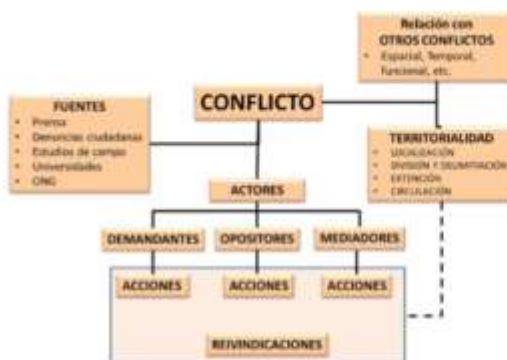 Relación con
OTROS CONFLICTOS
• Espacial, Temporal,
Funcional, etc.
CONFLICTO
FUENTES
• Prensa
• Denuncias ciudadanas
• Estudios de campo
• Universidades
• ONG
TERRITORIALIDAD
• LOCALIZACIÓN
• DIVISIÓN Y DELIMITACIÓN
• EXTENCIÓN
• CIRCULACIÓN
ACTORES
DEMANDANTES
OPOSITORES
MEDIADORES
ACCIONES
ACCIONES
ACCIONES
REIVINDICACIONES